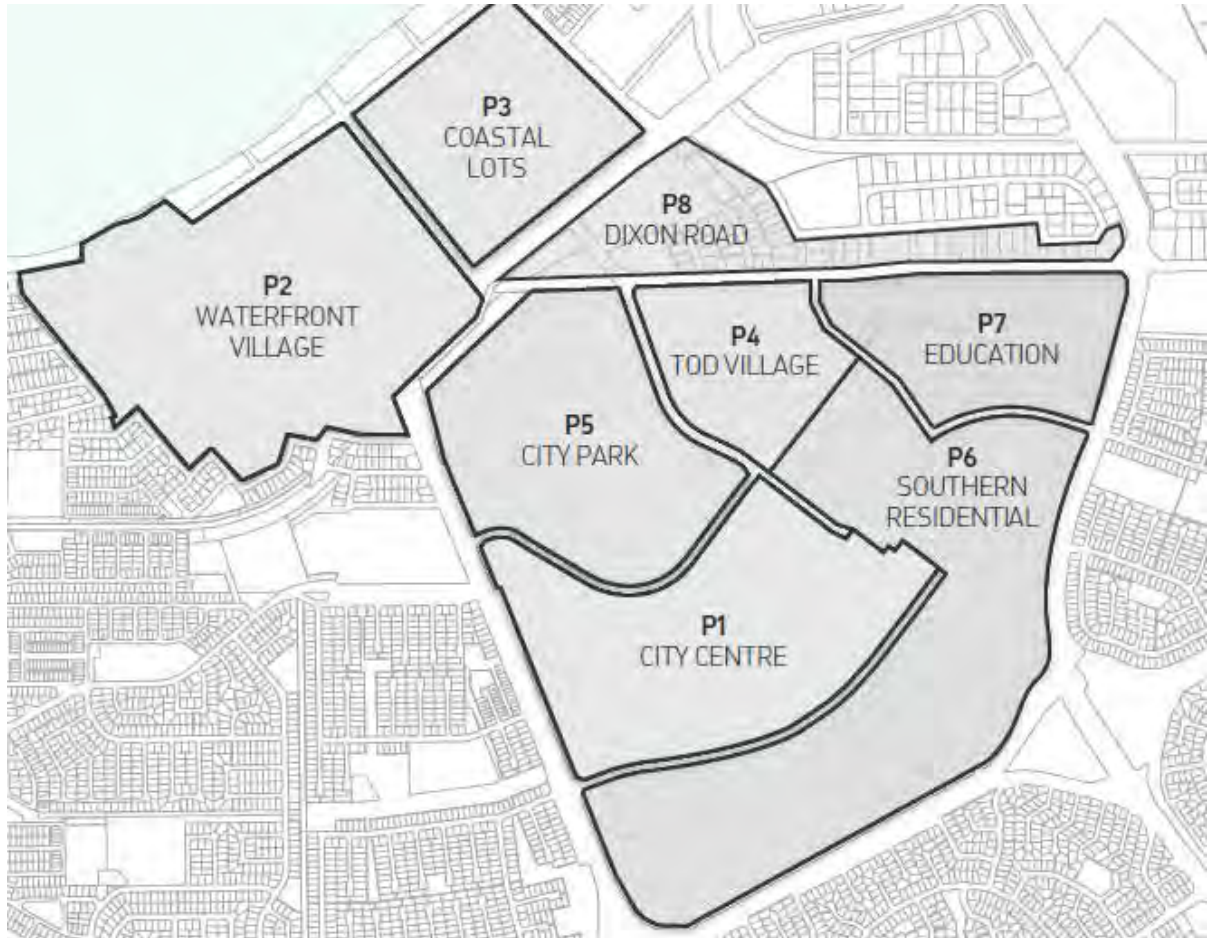 P3
COASTAL
LOTS
P8
DIXON ROAD
P2
WATERFRONT
VILLAGE
P4
TOD VILLAGE
P7
EDUCATION
P5
CITY PARK
P6
SOUTHERN
RESIDENTIAL
P1
CITY CENTRE